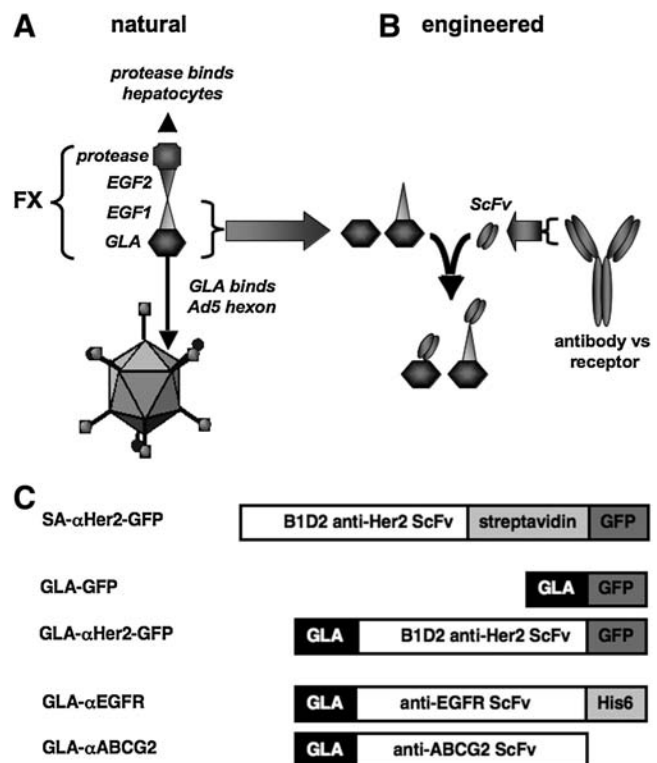 A natural
B engineered
protease binds
hepatocytes
protease
EGF2
FX
EGF1
GLA
GLA binds
Ad5 hexon
ScFv
antibody vs
receptor
C
SA-αHer2-GFP
B1D2 anti-Her2 ScFv streptavidin GFP
GLA-GFP
GLA GFP
GLA-αHer2-GFP
GLA B1D2 anti-Her2 ScFv GFP
GLA-αEGFR
GLA anti-EGFR ScFv His6
GLA-αABCG2
GLA anti-ABCG2 ScFv